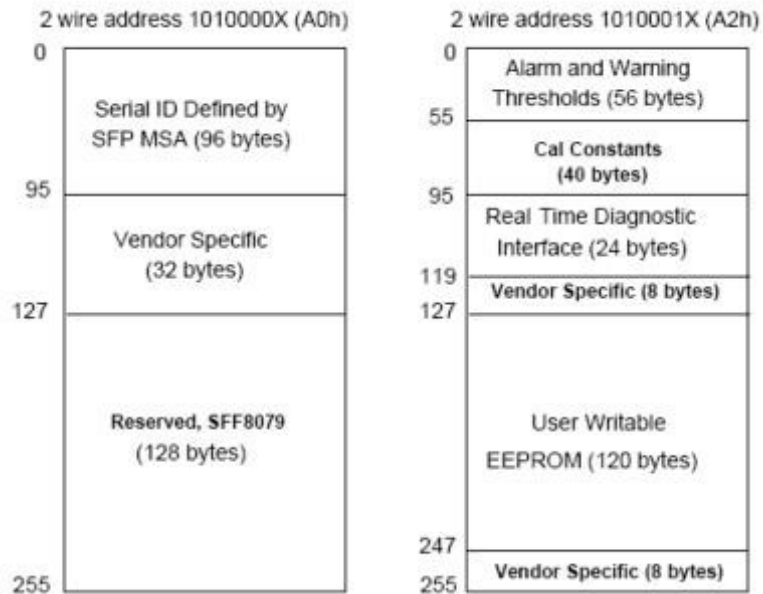 2 wire address 1010000X (A0h)
0
Serial ID Defined by
SFP MSA (96 bytes)
95
Vendor Specific
(32 bytes)
127
Reserved, SFF8079
(128 bytes)
255
2 wire address 1010001X (A2h)
0
Alarm and Warning
Thresholds (56 bytes)
55
Cal Constants
(40 bytes)
95
Real Time Diagnostic
Interface (24 bytes)
119
Vendor Specific (8 bytes)
127
User Writable
EEPROM (120 bytes)
247
Vendor Specific (8 bytes)
255